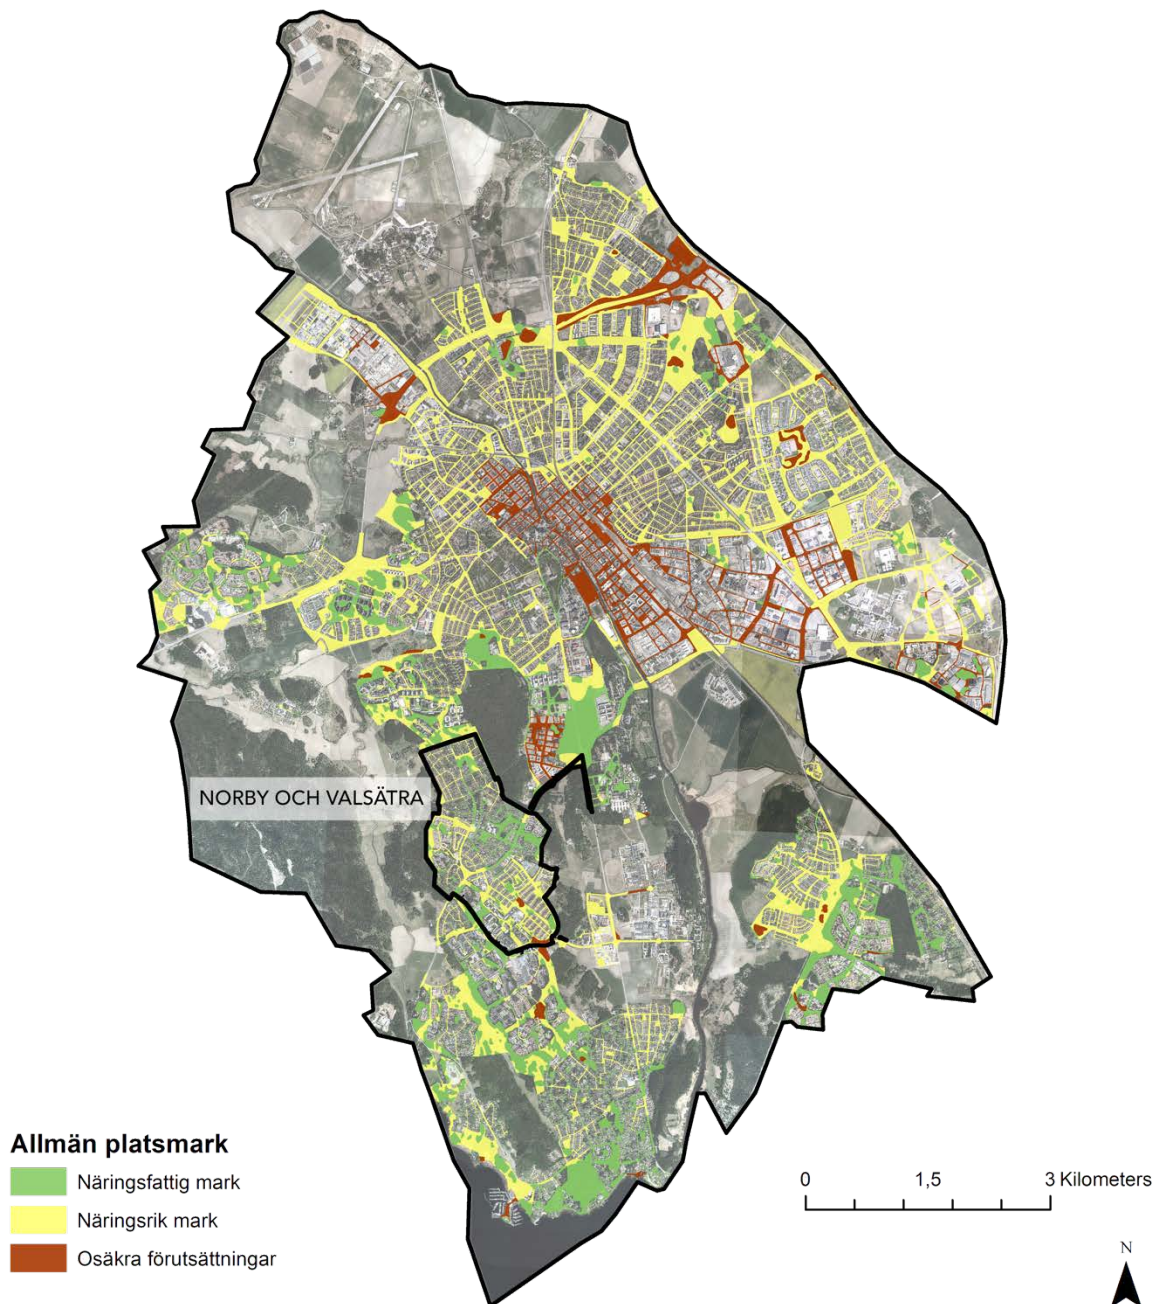 NORBY OCH VALSÄTRA
Allmän platsmark
Näringsfattig mark
Näringsrik mark
Osäkra förutsättningar
0 1,5 3 Kilometers
N